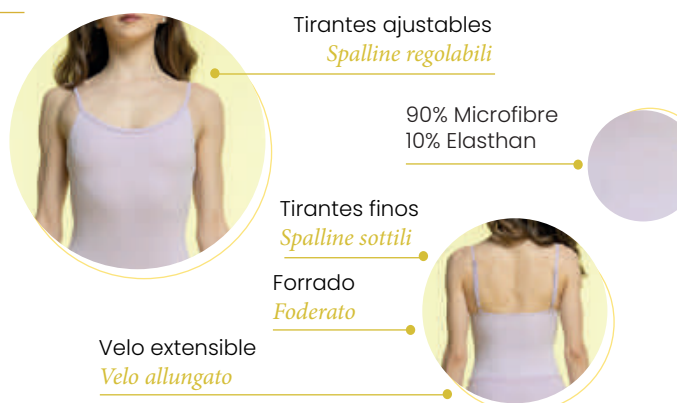 Tirantes ajustables
Spalline regolabili
90% Microfibre
10% Elasthan
Tirantes finos
Spalline sottili
Forrado
Foderato
Velo extensible
Velo allungato